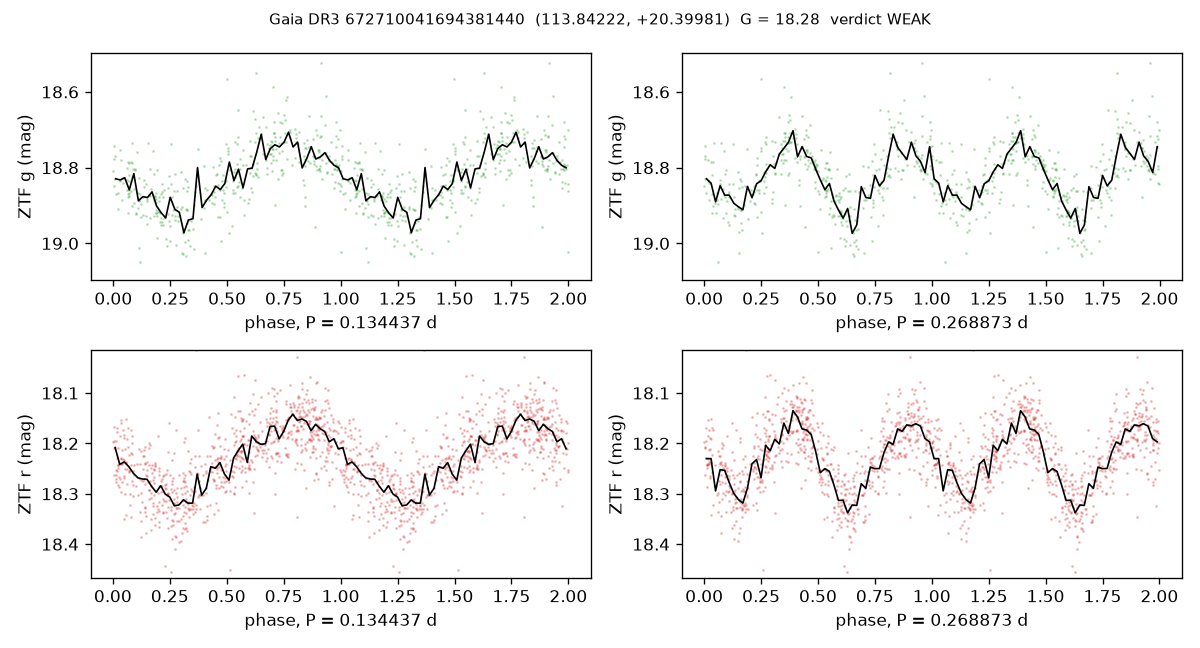 Gaia DR3 672710041694381440  (113.84222, +20.39981)  G = 18.28  verdict WEAK
ZTF g (mag)
18.6
18.8
19.0
0.00 0.25 0.50 0.75 1.00 1.25 1.50 1.75 2.00
phase, P = 0.134437 d
ZTF g (mag)
18.6
18.8
19.0
0.00 0.25 0.50 0.75 1.00 1.25 1.50 1.75 2.00
phase, P = 0.268873 d
ZTF r (mag)
18.1
18.2
18.3
18.4
0.00 0.25 0.50 0.75 1.00 1.25 1.50 1.75 2.00
phase, P = 0.134437 d
ZTF r (mag)
18.1
18.2
18.3
18.4
0.00 0.25 0.50 0.75 1.00 1.25 1.50 1.75 2.00
phase, P = 0.268873 d